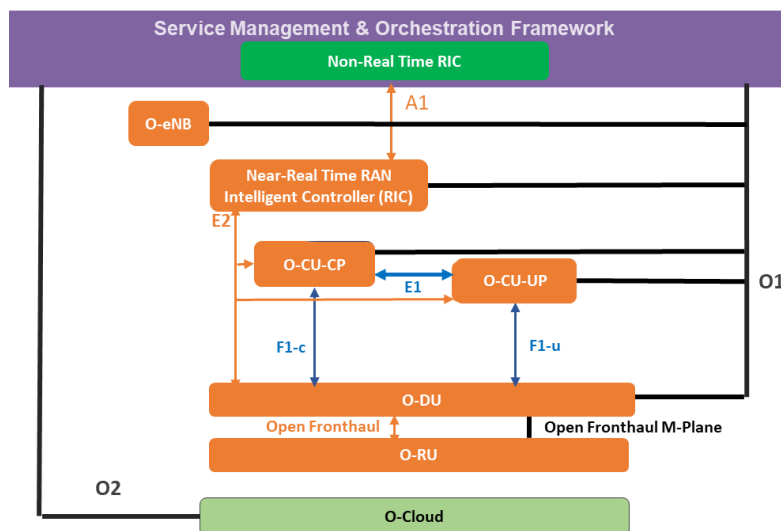 Service Management & Orchestration Framework
Non-Real Time RIC
A1
O-eNB
Near-Real Time RAN
Intelligent Controller (RIC)
E2
O-CU-CP
O-CU-UP
E1
O1
F1-c
F1-u
O-DU
Open Fronthaul
Open Fronthaul M-Plane
O-RU
O2
O-Cloud